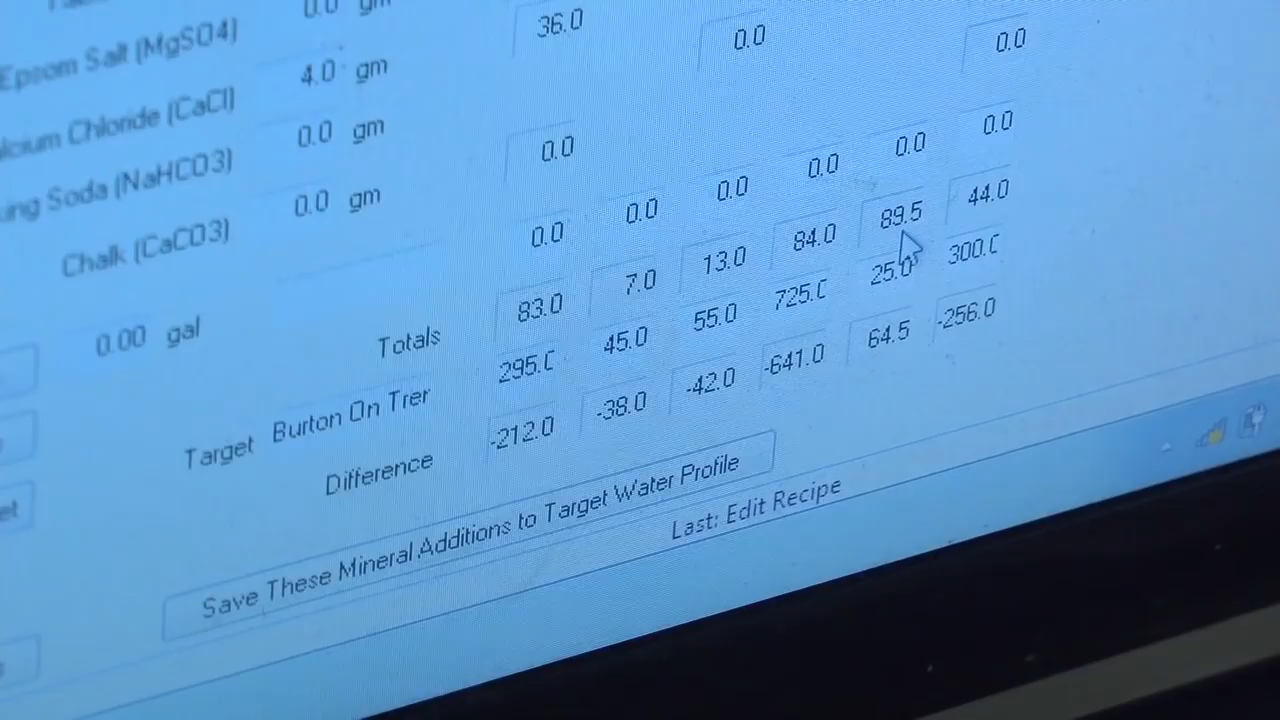 0.0 gm
Epsom Salt (MgSO4) 4.0 gm 36.0 0.0 0.0
Chloride (CaCl) 0.0 gm
Soda (NaHCO3) 0.0 gm 0.0
Chalk (CaCO3) 0.0 0.0 0.0 0.0 0.0 0.0
0.00 gal Totals 83.0 7.0 13.0 84.0 89.5 44.0
Target Burton On Trer 295.0 45.0 55.0 725.0 25.0 300.0
Difference -212.0 -38.0 -42.0 -641.0 64.5 -256.0
Save These Mineral Additions to Target Water Profile
Last: Edit Recipe